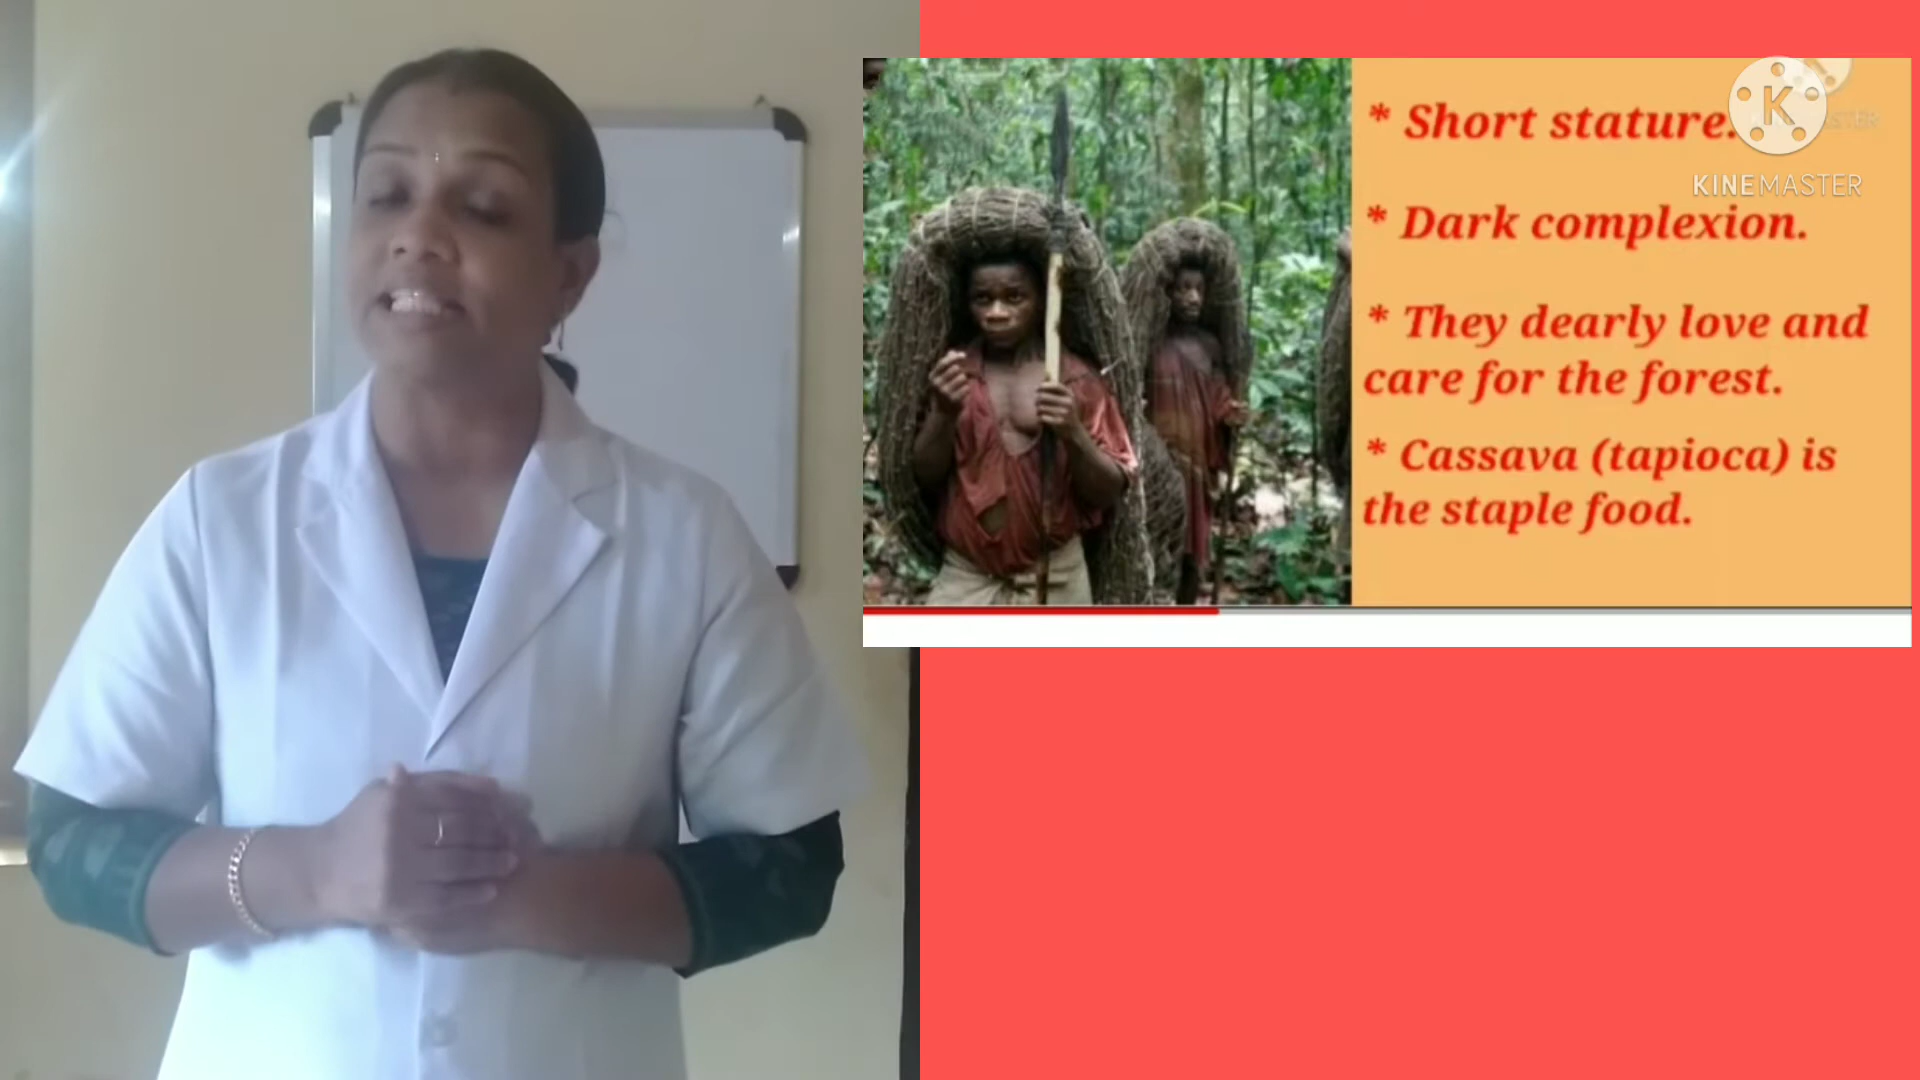 * Short stature.
K
KINEMASTER
* Dark complexion.
* They dearly love and
care for the forest.
* Cassava (tapioca) is
the staple food.